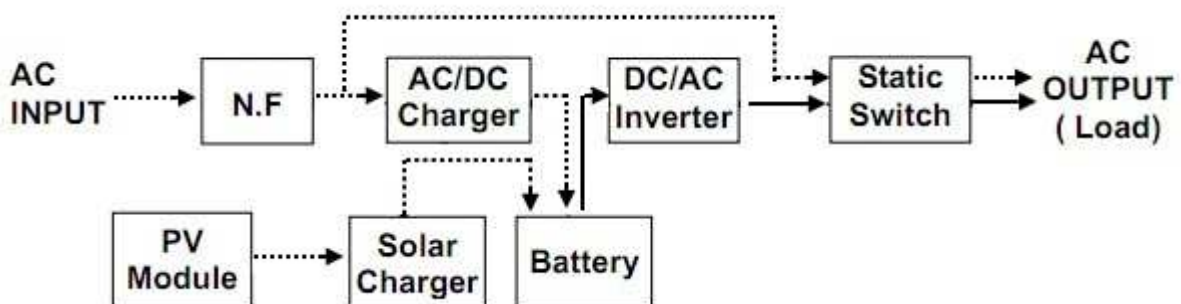 AC
INPUT
N.F
AC/DC
Charger
DC/AC
Inverter
Static
Switch
AC
OUTPUT
( Load)
PV
Module
Solar
Charger
Battery